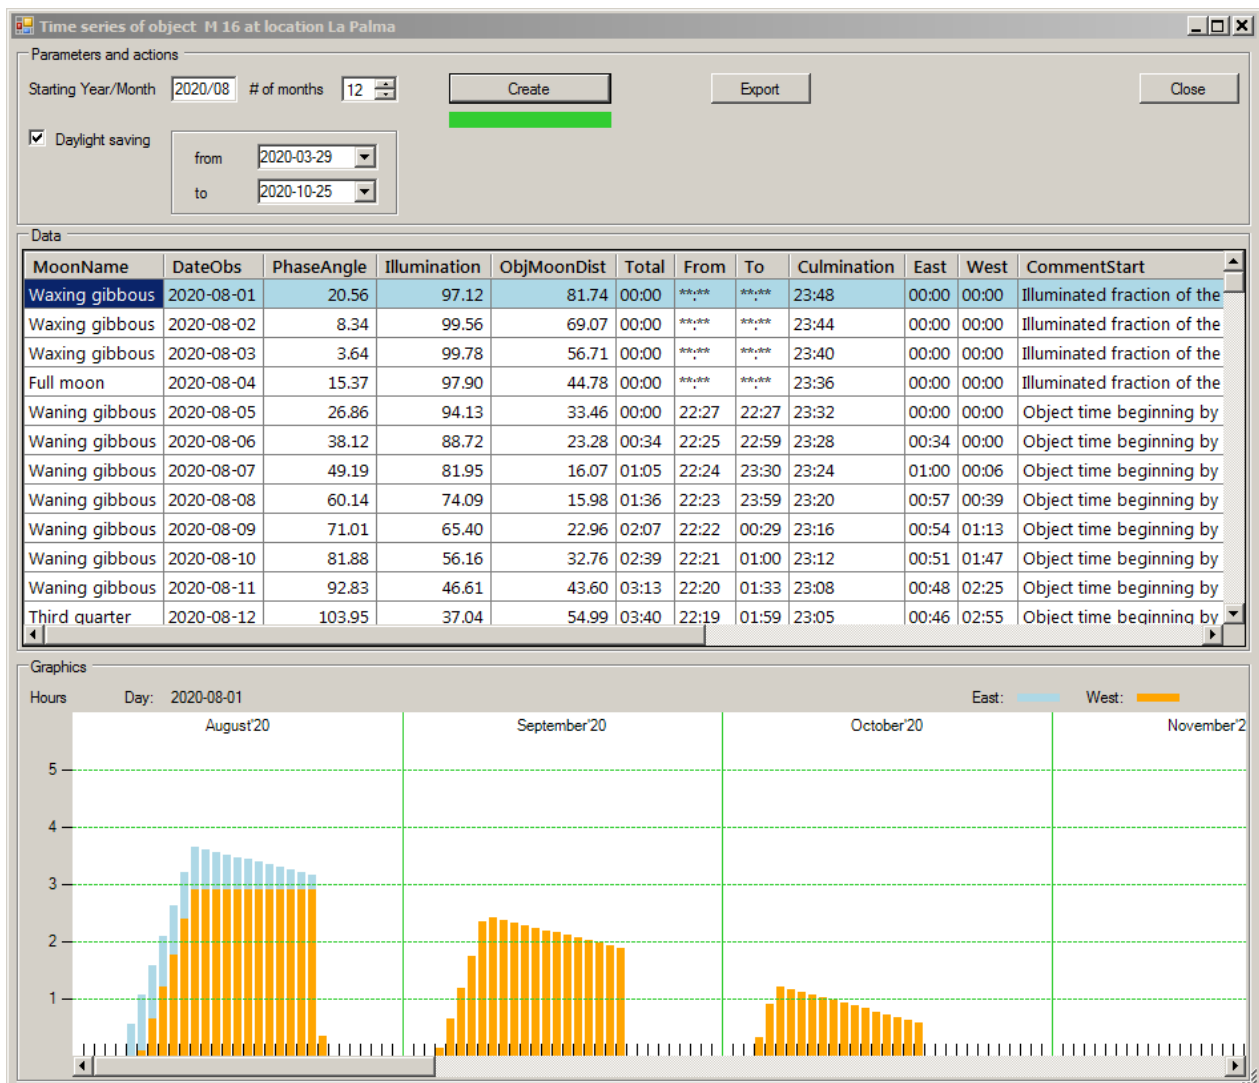 Time series of object  M 16 at location La Palma
Parameters and actions
Starting Year/Month 2020/08 # of months 12 Create Export Close
Daylight saving
from 2020-03-29
to 2020-10-25
Data
MoonName DateObs PhaseAngle Illumination ObjMoonDist Total From To Culmination East West CommentStart
Waxing gibbous 2020-08-01 20.56 97.12 81.74 00:00 **:** **:** 23:48 00:00 00:00 Illuminated fraction of the
Waxing gibbous 2020-08-02 8.34 99.56 69.07 00:00 **:** **:** 23:44 00:00 00:00 Illuminated fraction of the
Waxing gibbous 2020-08-03 3.64 99.78 56.71 00:00 **:** **:** 23:40 00:00 00:00 Illuminated fraction of the
Full moon 2020-08-04 15.37 97.90 44.78 00:00 **:** **:** 23:36 00:00 00:00 Illuminated fraction of the
Waning gibbous 2020-08-05 26.86 94.13 33.46 00:00 22:27 22:27 23:32 00:00 00:00 Object time beginning by
Waning gibbous 2020-08-06 38.12 88.72 23.28 00:34 22:25 22:59 23:28 00:34 00:00 Object time beginning by
Waning gibbous 2020-08-07 49.19 81.95 16.07 01:05 22:24 23:30 23:24 01:00 00:06 Object time beginning by
Waning gibbous 2020-08-08 60.14 74.09 15.98 01:36 22:23 23:59 23:20 00:57 00:39 Object time beginning by
Waning gibbous 2020-08-09 71.01 65.40 22.96 02:07 22:22 00:29 23:16 00:54 01:13 Object time beginning by
Waning gibbous 2020-08-10 81.88 56.16 32.76 02:39 22:21 01:00 23:12 00:51 01:47 Object time beginning by
Waning gibbous 2020-08-11 92.83 46.61 43.60 03:13 22:20 01:33 23:08 00:48 02:25 Object time beginning by
Third quarter 2020-08-12 103.95 37.04 54.99 03:40 22:19 01:59 23:05 00:46 02:55 Object time beginning by
Graphics
Hours Day: 2020-08-01 East: West:
August'20 September'20 October'20 November'2
5
4
3
2
1